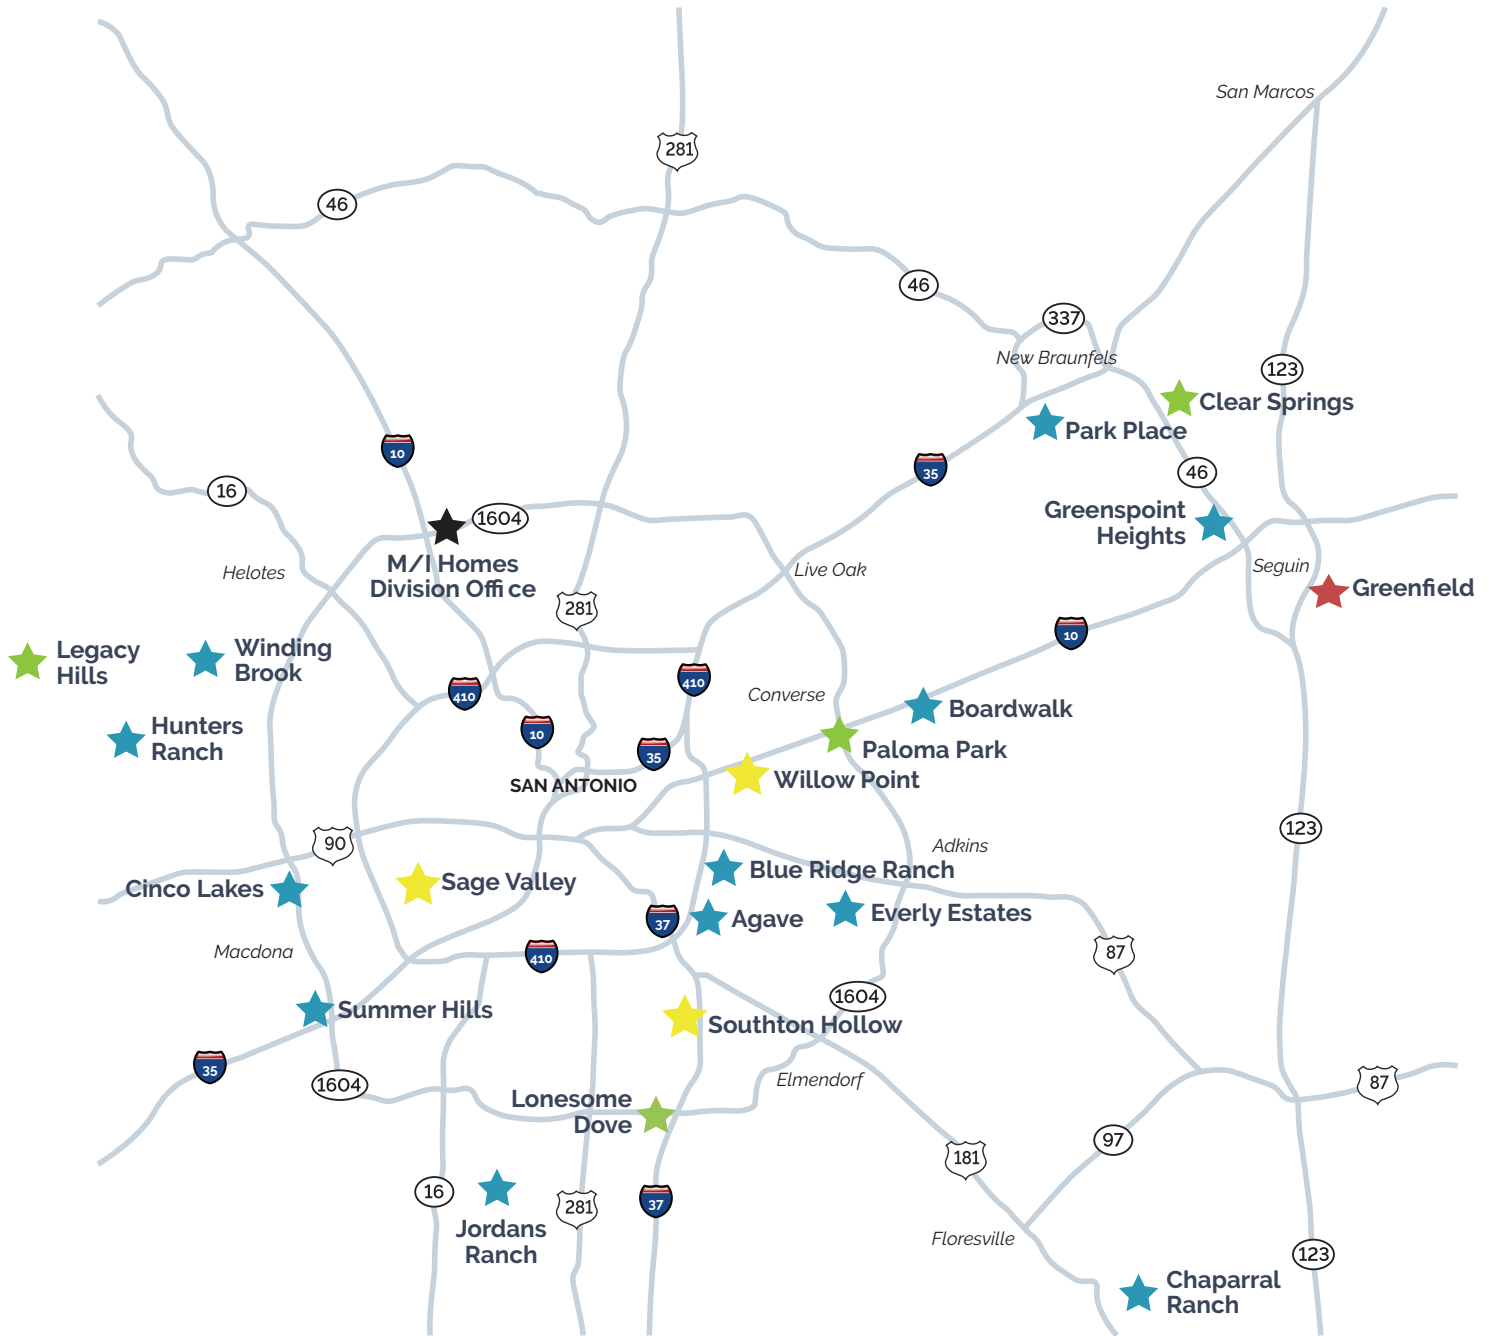 San Marcos
281
46
46
337
New Braunfels
123
Clear Springs
Park Place
10
35
46
16
1604
Greenspoint
Heights
M/I Homes
Division Office
Helotes
Live Oak
Seguin
Greenfield
281
10
Legacy
Hills
Winding
Brook
410
410
Converse
Boardwalk
Hunters
Ranch
10
35
Paloma Park
Willow Point
SAN ANTONIO
90
123
Adkins
Cinco Lakes
Sage Valley
Blue Ridge Ranch
37
Agave
Everly Estates
Macdona
410
87
1604
Summer Hills
Southton Hollow
35
1604
Elmendorf
87
Lonesome
Dove
97
181
16
281
37
Jordans
Ranch
Floresville
123
Chaparral
Ranch